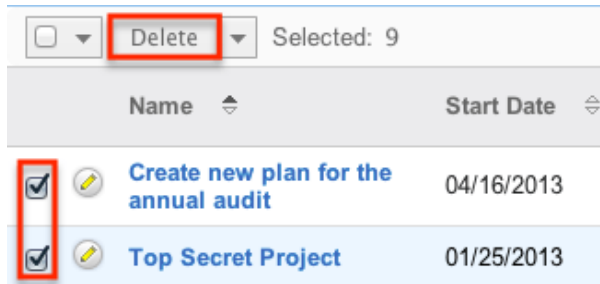 Delete Selected: 9
Name Start Date
Create new plan for the
annual audit
04/16/2013
Top Secret Project 01/25/2013